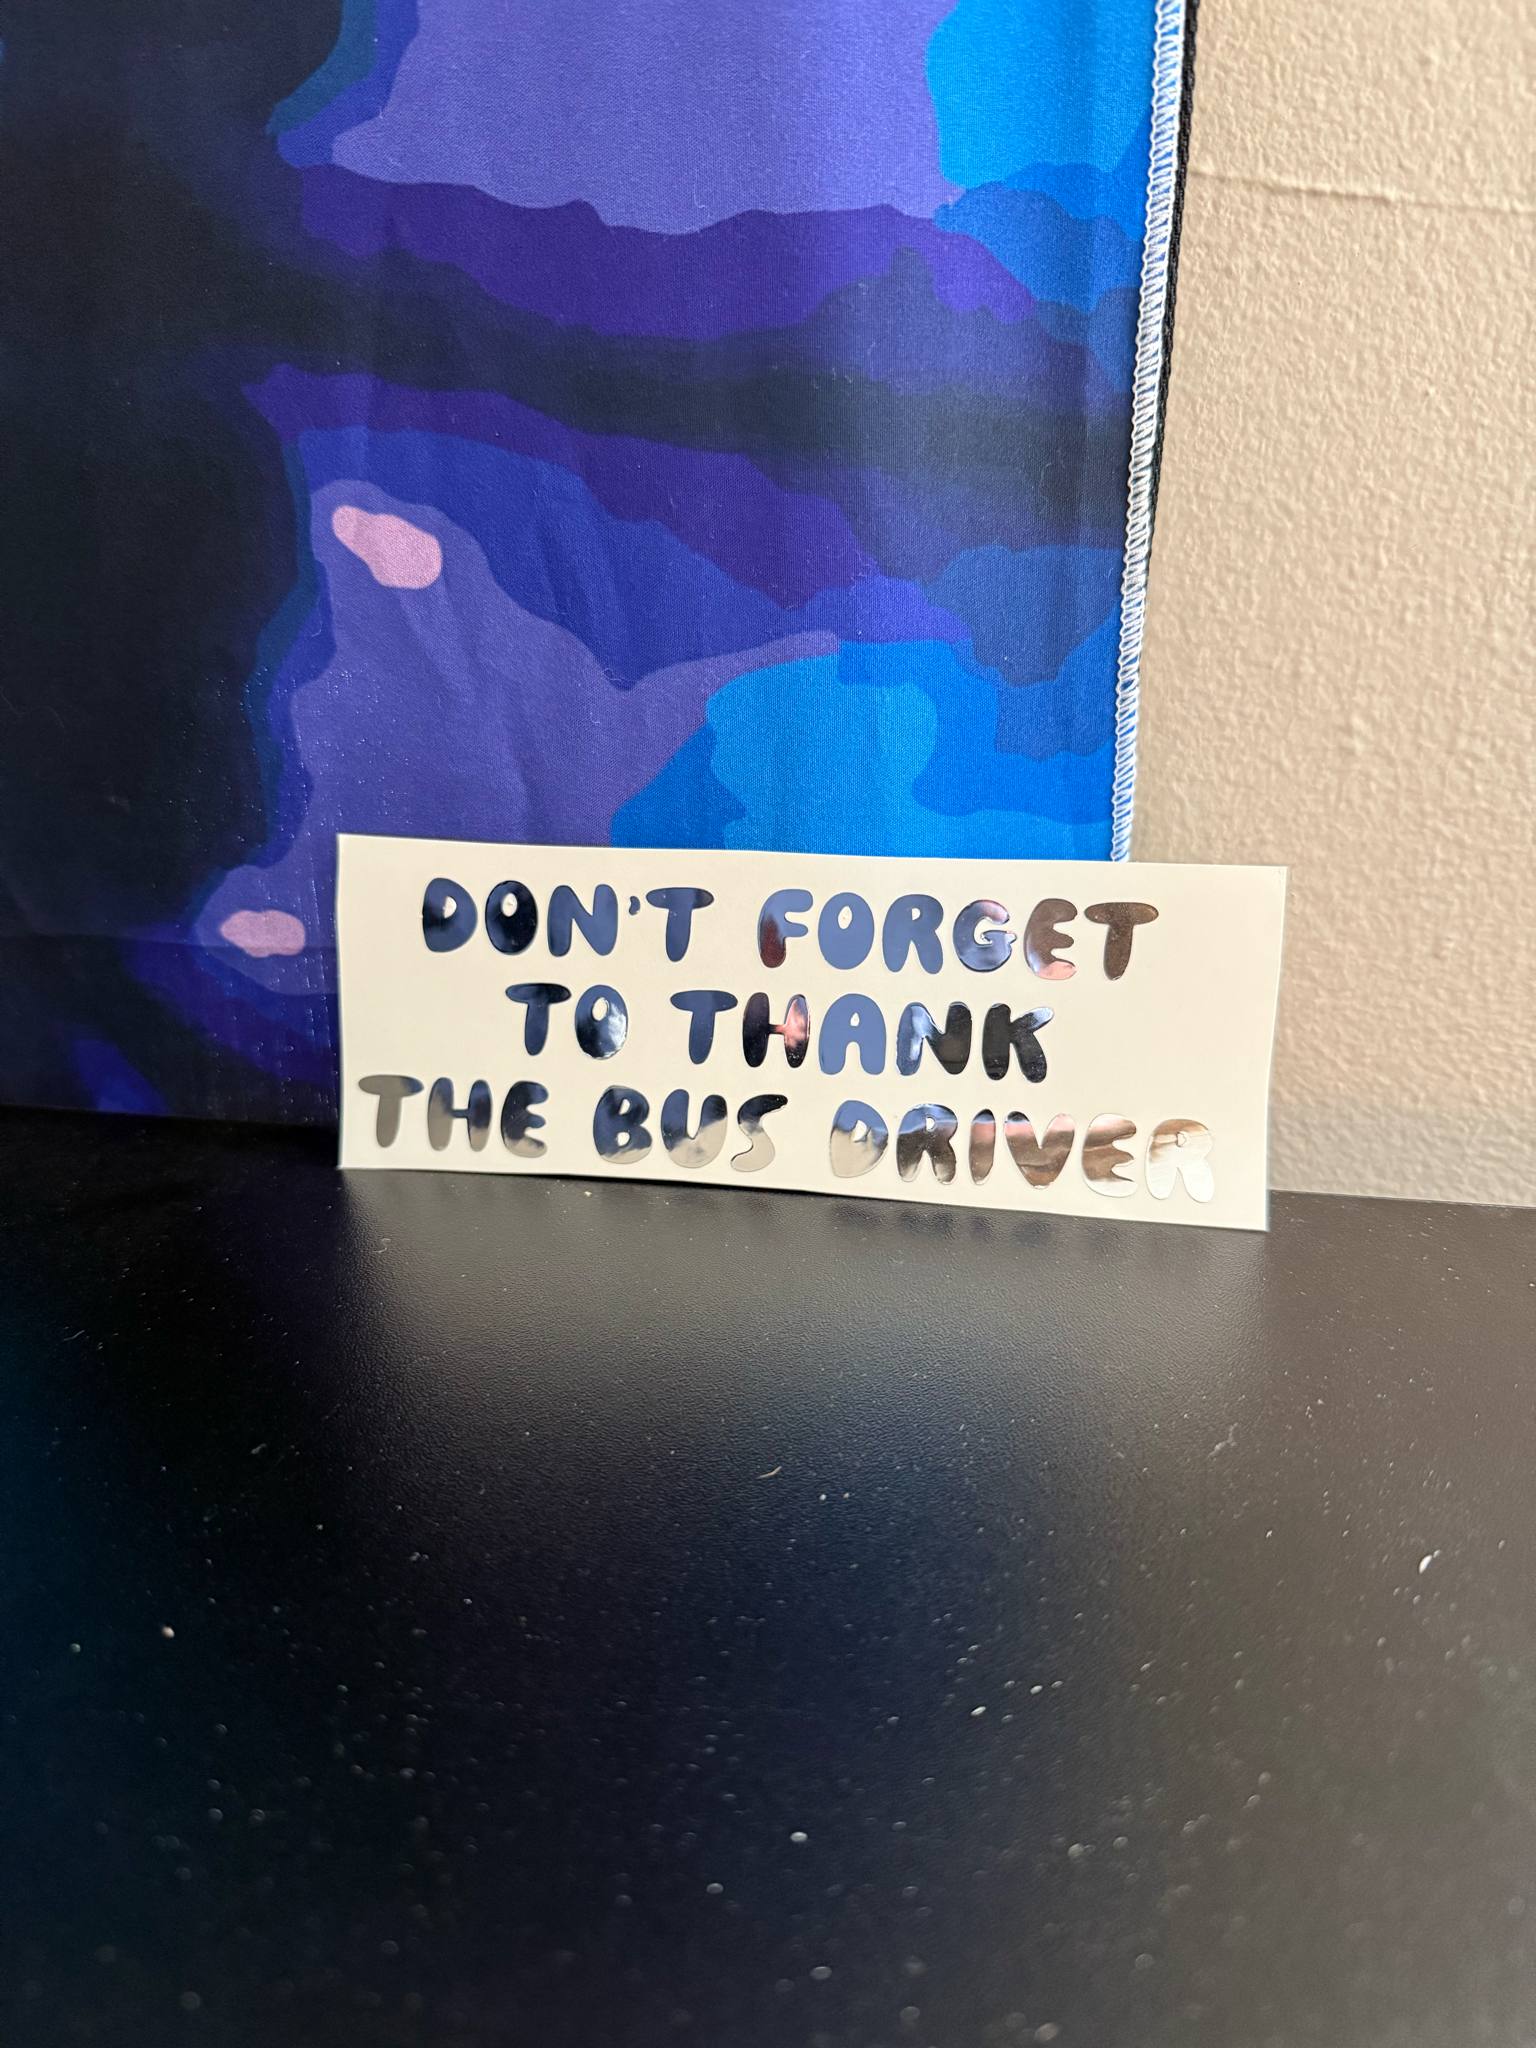 DON'T FORGET
TO THANK
THE BUS DRIVER